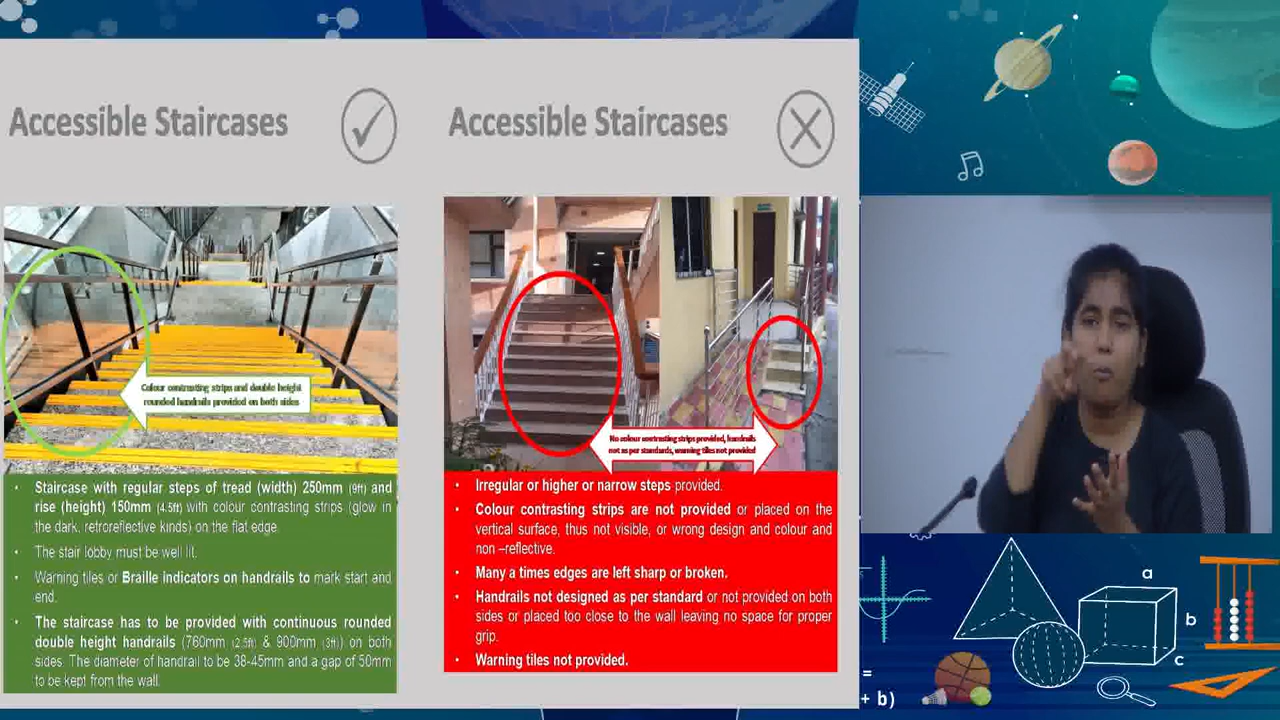 Accessible Staircases
Colour contrasting strips and double height
rounded handrails provided on both sides
• Staircase with regular steps of tread (width) 250mm (9ft) and
rise (height) 150mm (4.5ft) with colour contrasting strips (glow in
the dark, retroreflective kinds) on the flat edge.
• The stair lobby must be well lit.
• Warning tiles or Braille indicators on handrails to mark start and
end.
• The staircase has to be provided with continuous rounded
double height handrails (760mm (2.5ft) & 900mm (3ft)) on both
sides. The diameter of handrail to be 38-45mm and a gap of 50mm
to be kept from the wall.
Accessible Staircases
No colour contrasting strips provided, handrails
not as per standards, warning tiles not provided
• Irregular or higher or narrow steps provided.
• Colour contrasting strips are not provided or placed on the
vertical surface, thus not visible, or wrong design and colour and
non –reflective.
• Many a times edges are left sharp or broken.
• Handrails not designed as per standard or not provided on both
sides or placed too close to the wall leaving no space for proper
grip.
• Warning tiles not provided.
a
b
c
=
+ b)